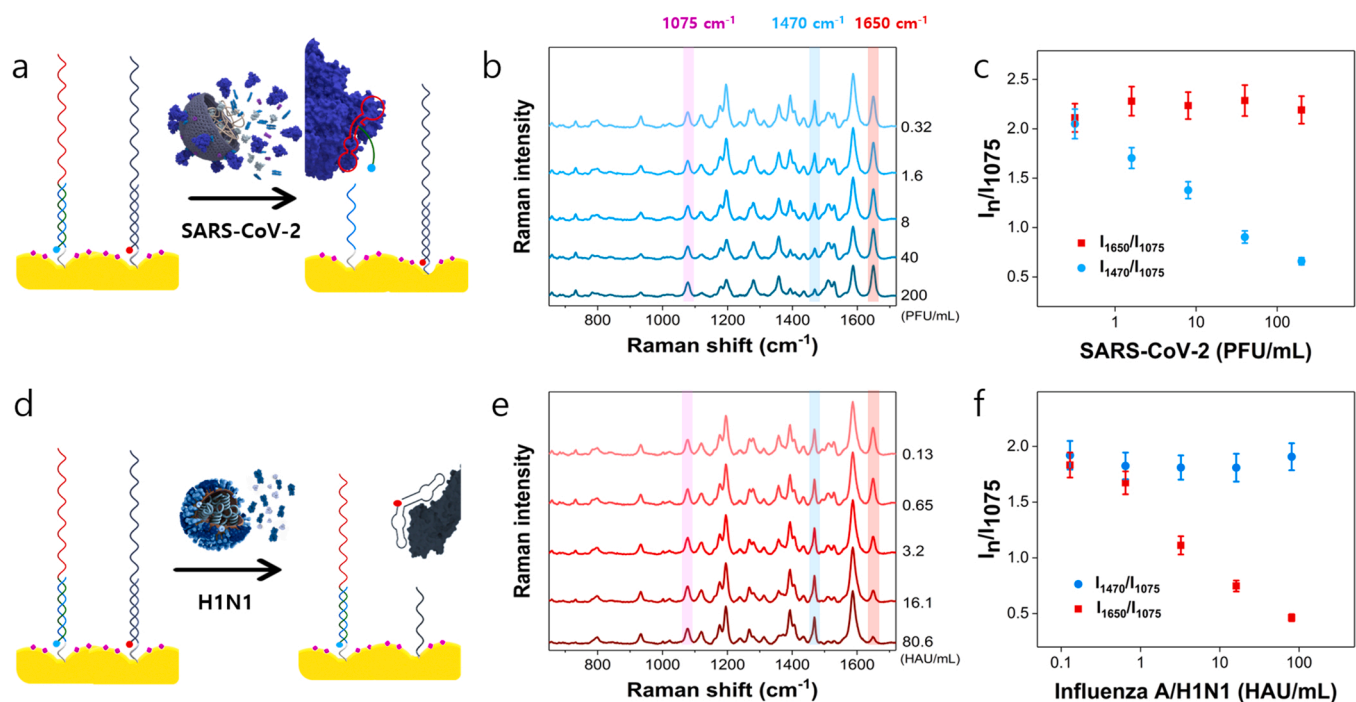 1075 cm⁻¹ 1470 cm⁻¹ 1650 cm⁻¹
a
SARS-CoV-2
b
Raman intensity
0.32
1.6
8
40
200
(PFU/mL)
800 1000 1200 1400 1600
Raman shift (cm⁻¹)
c
Iₙ/I₁₀₇₅
2.5
2.0
1.5
1.0
0.5
I₁₆₅₀/I₁₀₇₅
I₁₄₇₀/I₁₀₇₅
1 10 100
SARS-CoV-2 (PFU/mL)
d
H1N1
e
Raman intensity
0.13
0.65
3.2
16.1
80.6
(HAU/mL)
800 1000 1200 1400 1600
Raman shift (cm⁻¹)
f
Iₙ/I₁₀₇₅
2.0
1.5
1.0
0.5
I₁₄₇₀/I₁₀₇₅
I₁₆₅₀/I₁₀₇₅
0.1 1 10 100
Influenza A/H1N1 (HAU/mL)